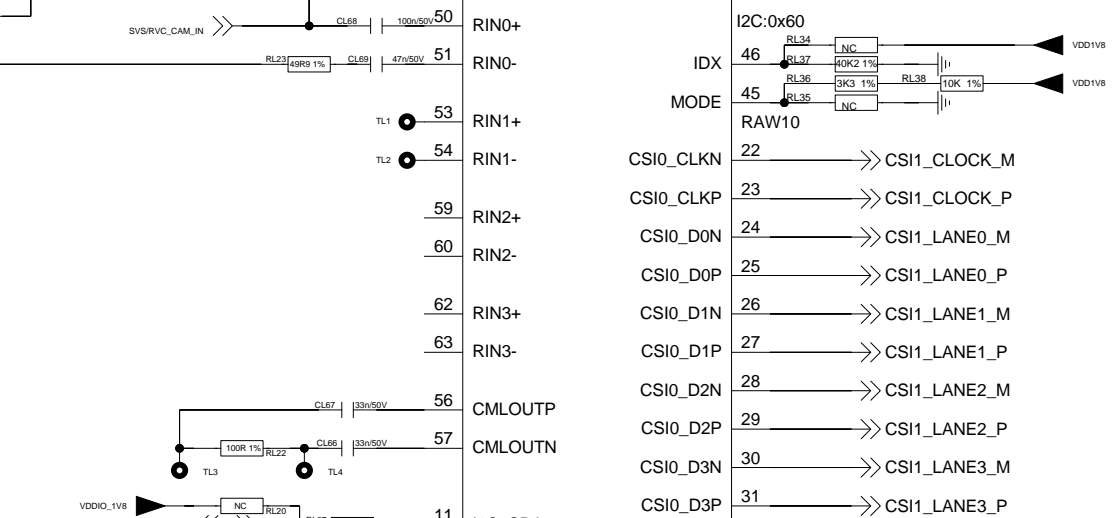 I2C:0x60
SVS/RVC_CAM_IN CL68 100n/50V 50 RIN0+
RL23 49R9 1% CL69 47n/50V 51 RIN0-
TL1 53 RIN1+
TL2 54 RIN1-
59 RIN2+
60 RIN2-
62 RIN3+
63 RIN3-
CL67 33n/50V 56 CMLOUTP
100R 1% RL22 CL66 33n/50V 57 CMLOUTN
TL3 TL4
VDDIO_1V8 NC RL20
11
RL34 NC VDD1V8
IDX 46 RL37 40K2 1%
RL36 3K3 1% RL38 10K 1% VDD1V8
MODE 45 RL35 NC
RAW10
CSI0_CLKN 22 CSI1_CLOCK_M
CSI0_CLKP 23 CSI1_CLOCK_P
CSI0_D0N 24 CSI1_LANE0_M
CSI0_D0P 25 CSI1_LANE0_P
CSI0_D1N 26 CSI1_LANE1_M
CSI0_D1P 27 CSI1_LANE1_P
CSI0_D2N 28 CSI1_LANE2_M
CSI0_D2P 29 CSI1_LANE2_P
CSI0_D3N 30 CSI1_LANE3_M
CSI0_D3P 31 CSI1_LANE3_P